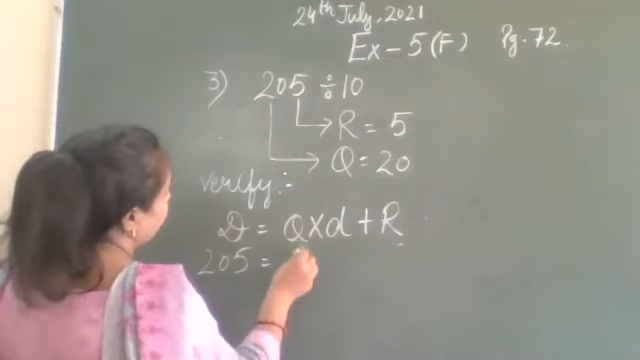 24th July, 2021
Ex - 5 (F) Pg. 72.
3) 205 ÷ 10
R = 5
Q = 20
verify :-
D = Q x d + R
205 =